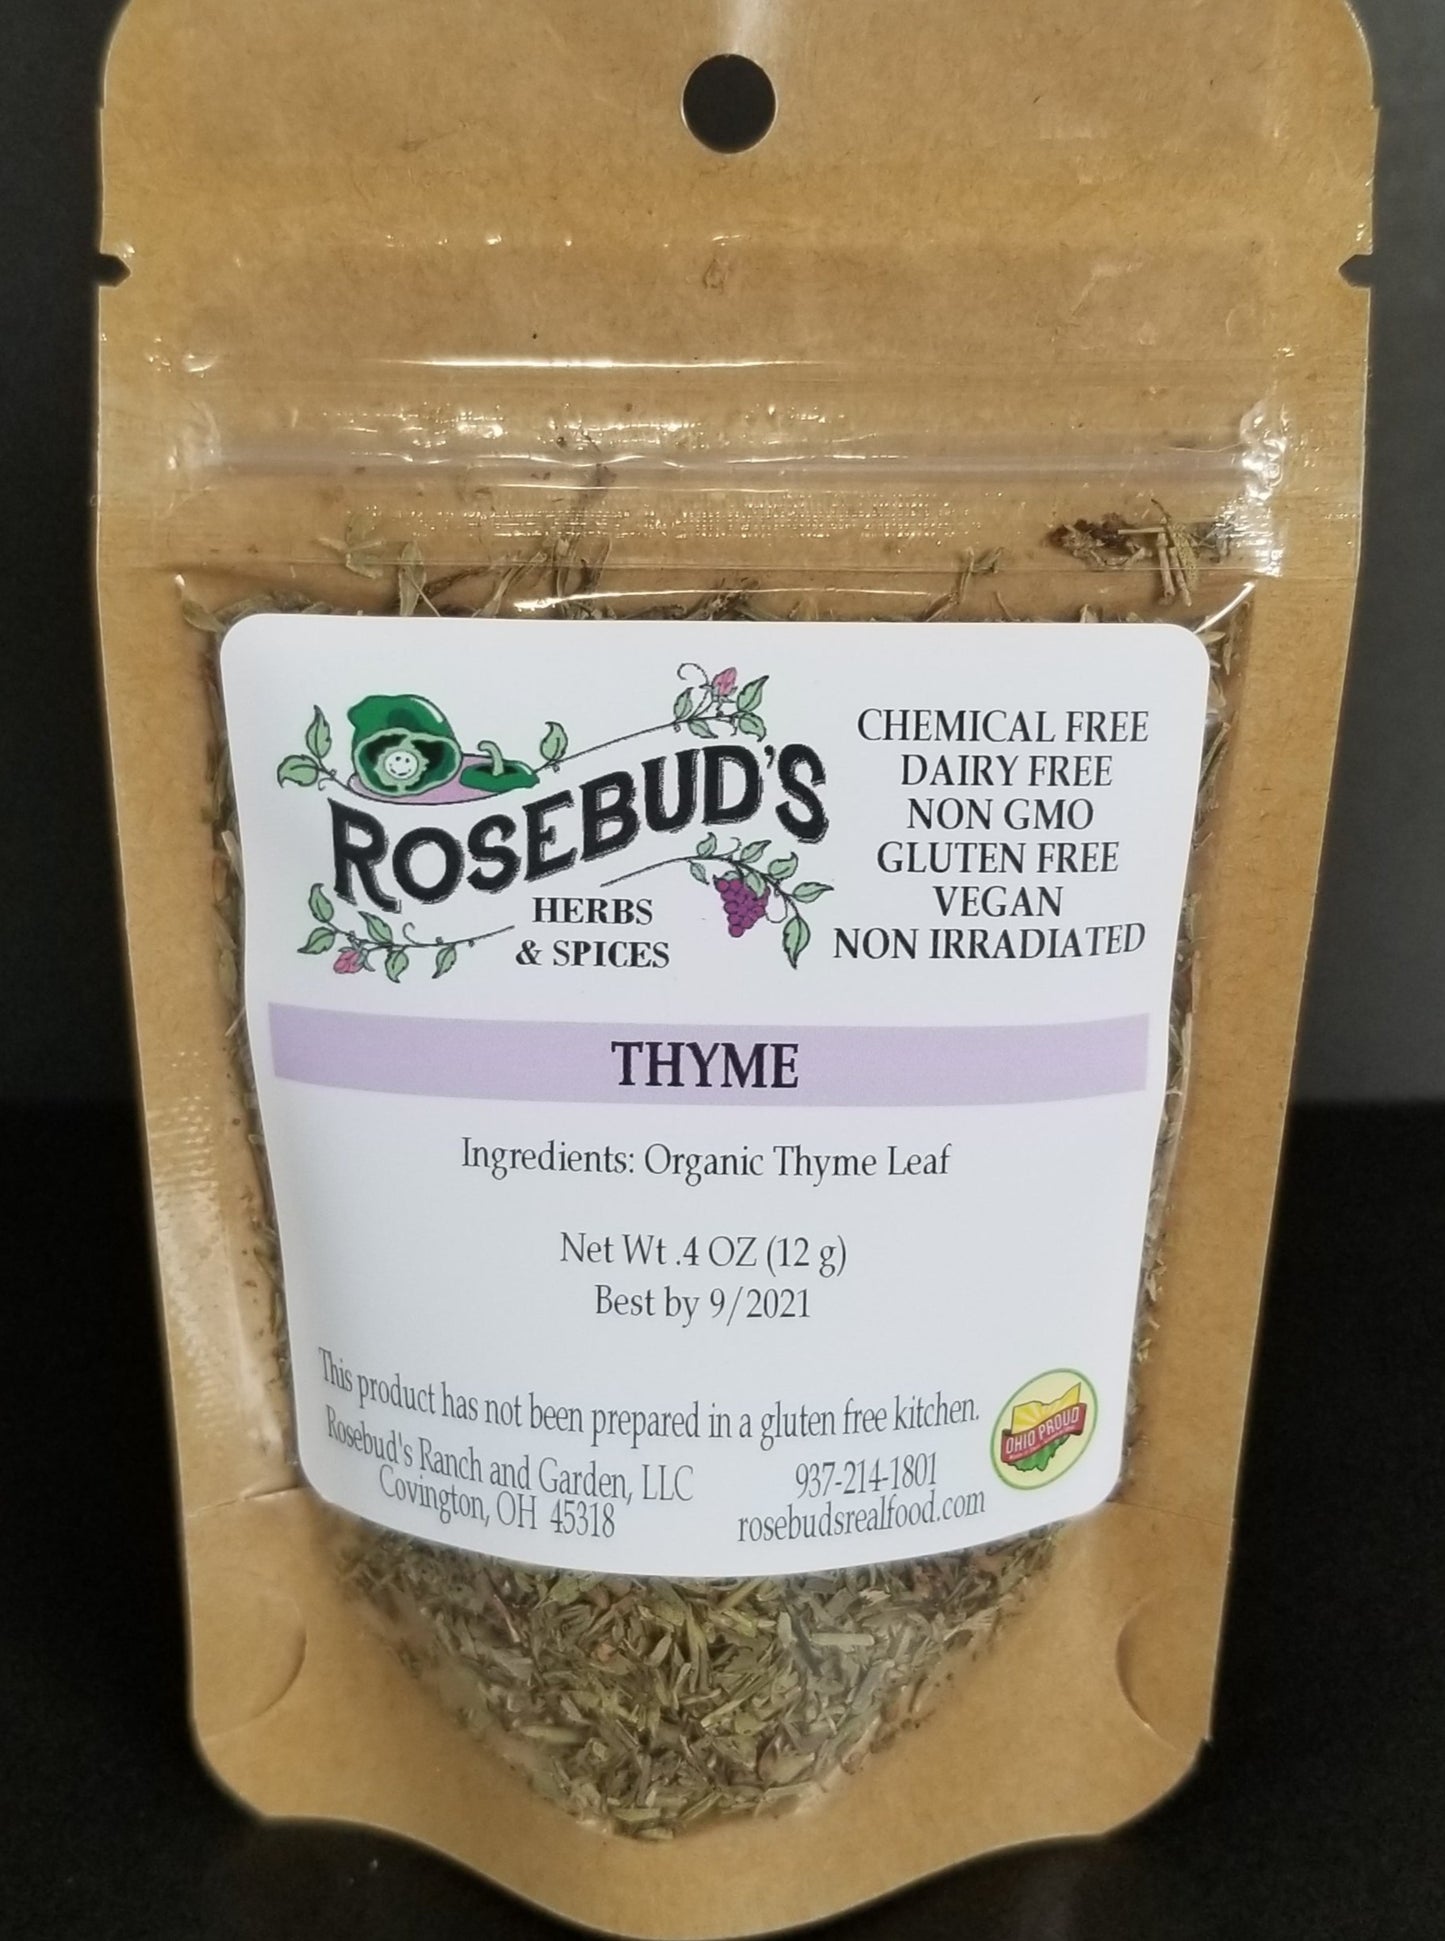 ROSEBUD'S
HERBS
& SPICES
CHEMICAL FREE
DAIRY FREE
NON GMO
GLUTEN FREE
VEGAN
NON IRRADIATED
THYME
Ingredients: Organic Thyme Leaf
Net Wt .4 OZ (12 g)
Best by 9/2021
This product has not been prepared in a gluten free kitchen.
Rosebud's Ranch and Garden, LLC
Covington, OH 45318
937-214-1801
rosebudsrealfood.com
OHIO PROUD